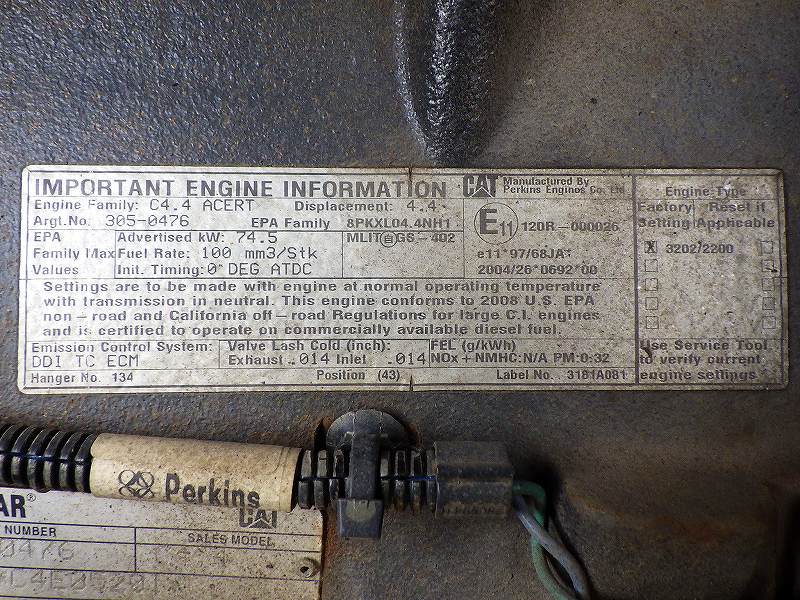 IMPORTANT ENGINE INFORMATION CAT Manufactured By Perkins Engines Co. Ltd
Engine Family: C4.4 ACERT Displacement: 4.4
Argt.No. 305-0476 EPA Family 8PKXL04.4NH1
EPA Advertised kW: 74.5 MLIT GS-402
Family Max Fuel Rate: 100 mm3/Stk
Values Init. Timing: 0° DEG ATDC
E11 120R-000026
e11*97/68JA*
2004/26*0692*00
Settings are to be made with engine at normal operating temperature
with transmission in neutral. This engine conforms to 2008 U.S. EPA
non-road and California off-road Regulations for large C.I. engines
and is certified to operate on commercially available diesel fuel.
Emission Control System: Valve Lash Cold (inch): FEL (g/kWh)
DDI TC ECM Exhaust .014 Inlet .014 NOx+NMHC:N/A PM:0.32
Hanger No. 134 Position (43) Label No. 3181A081
Engine Type
Factory Reset if
Setting Applicable
X 3202/2200
Use Service Tool
to verify current
engine settings
Perkins
CAT
AR®
NUMBER SALES MODEL
0476